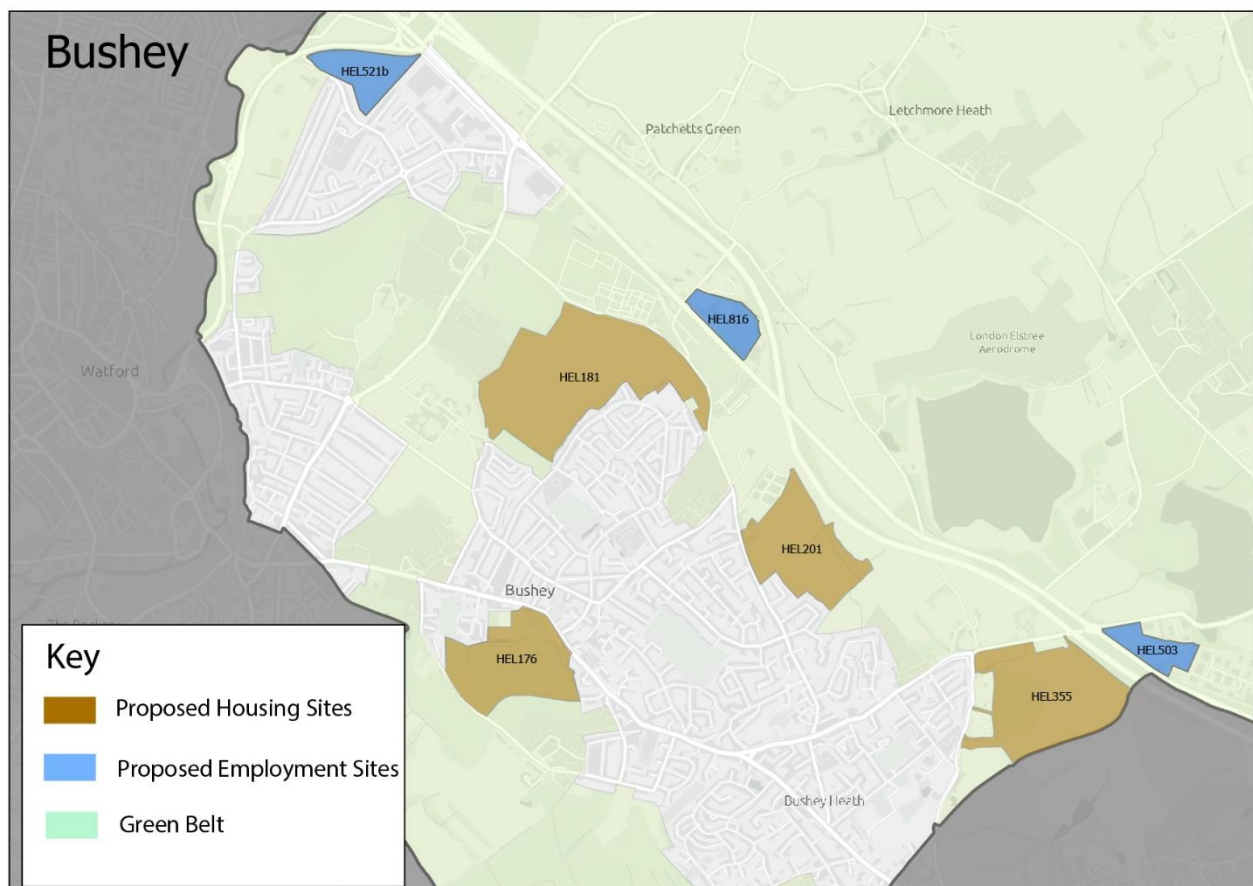 Bushey
HEL521b
Patchetts Green
Letchmore Heath
HEL816
London Elstree
Aerodrome
Watford
HEL181
HEL201
Bushey
HEL176
HEL503
HEL355
Bushey Heath
Key
Proposed Housing Sites
Proposed Employment Sites
Green Belt